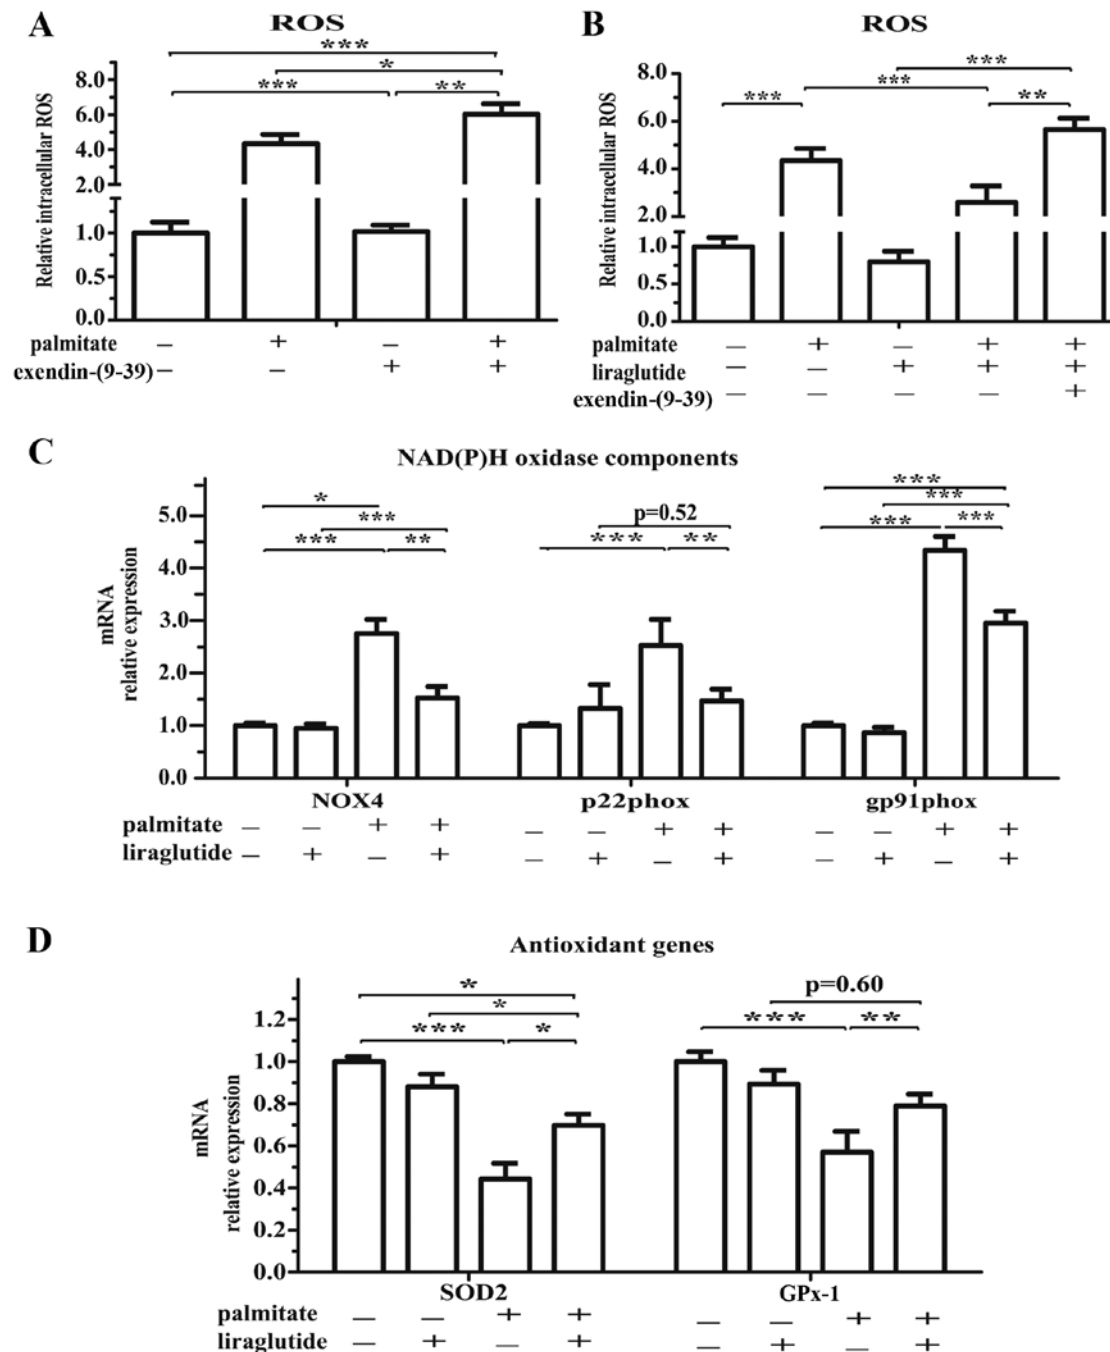 A
ROS
***
*
***
**
Relative intracellular ROS
8.0
6.0
4.0
2.0
1.0
0.5
0.0
palmitate – + – +
exendin-(9-39) – – + +
B
ROS
***
***
***
**
Relative intracellular ROS
8.0
6.0
4.0
2.0
1.0
0.5
0.0
palmitate – + – + +
liraglutide – – + + +
exendin-(9-39) – – – – +
C
NAD(P)H oxidase components
*
***
***
**
p=0.52
***
**
***
***
***
***
mRNA
relative expression
5.0
4.0
3.0
2.0
1.0
0.0
NOX4 p22phox gp91phox
palmitate – – + + – – + + – – + +
liraglutide – + – + – + – + – + – +
D
Antioxidant genes
*
*
***
*
p=0.60
***
**
mRNA
relative expression
1.2
1.0
0.8
0.6
0.4
0.2
0.0
SOD2 GPx-1
palmitate – – + + – – + +
liraglutide – + – + – + – +